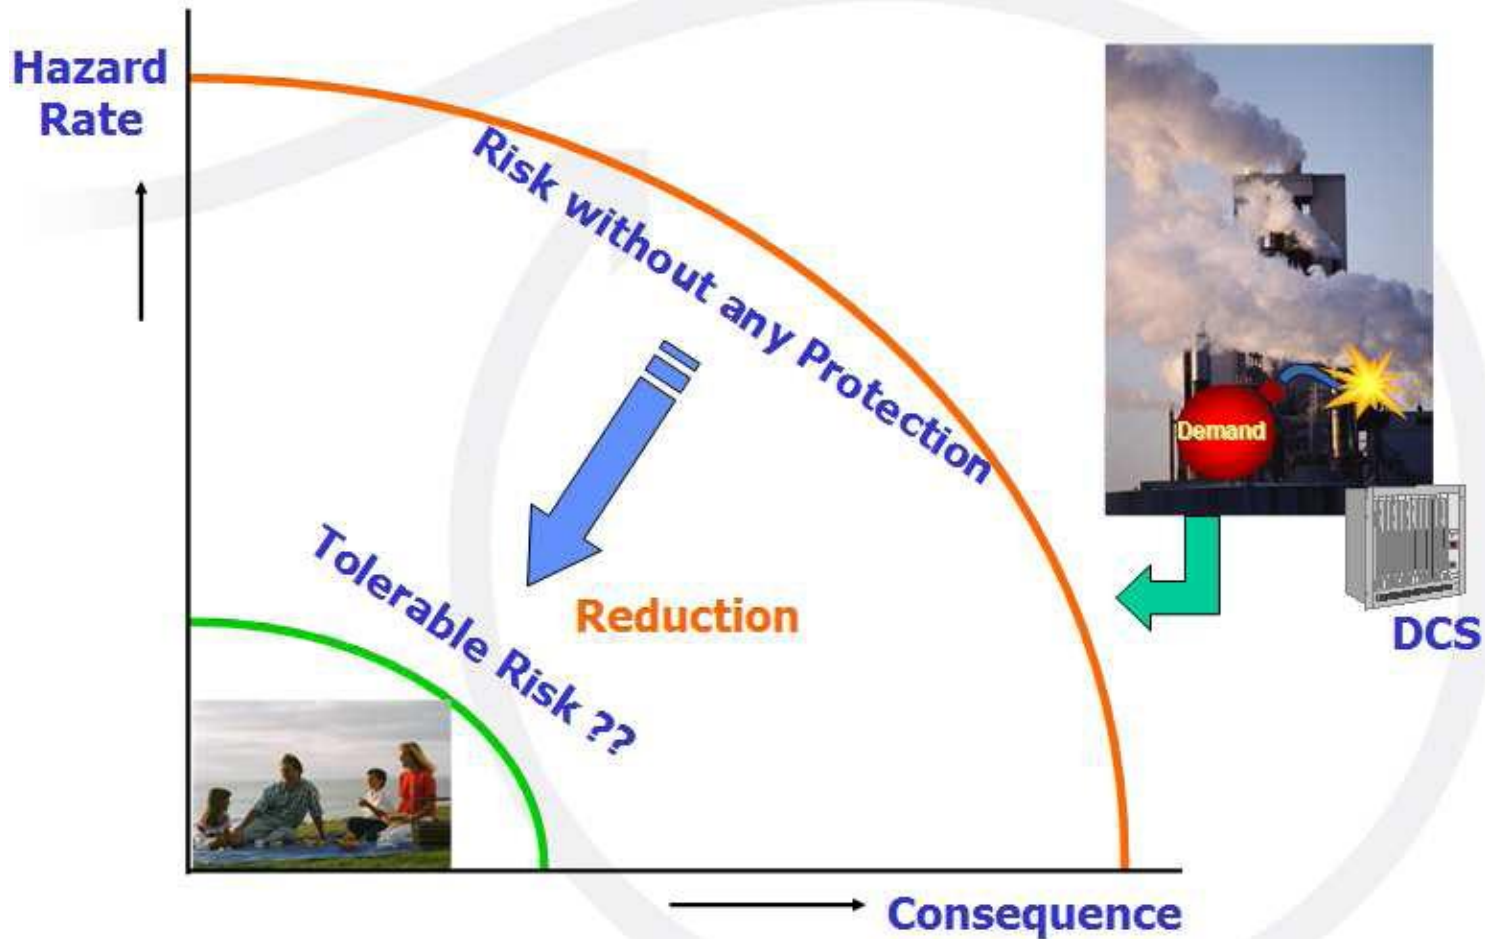 Hazard
Rate
Risk without any Protection
Demand
Tolerable Risk ??
Reduction
DCS
Consequence